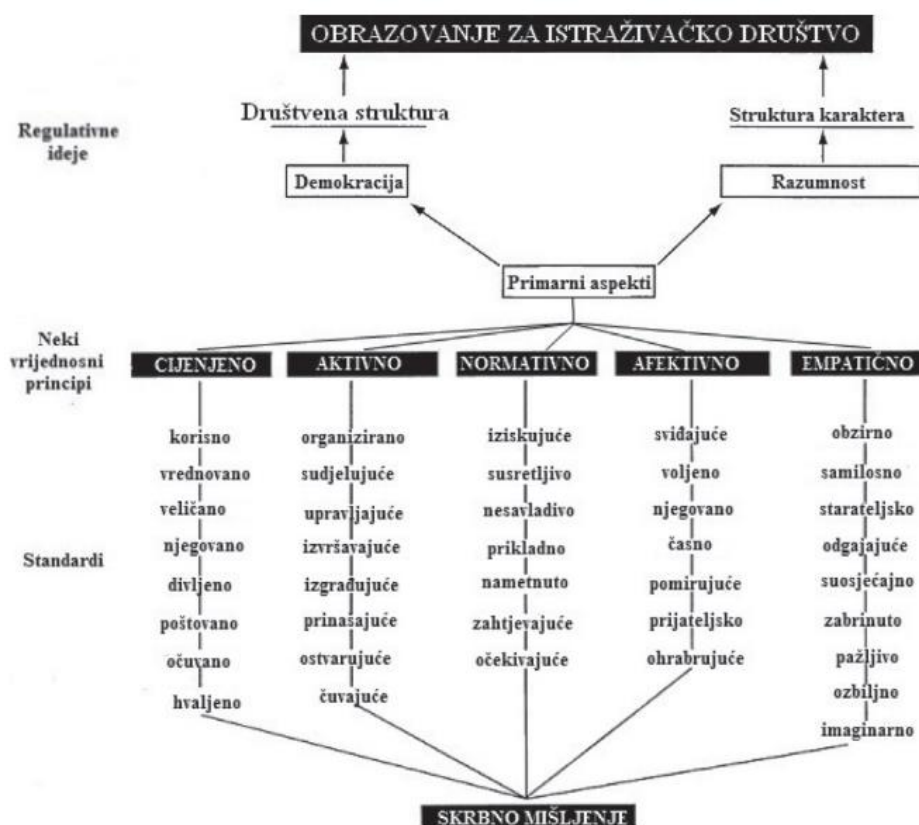 OBRAZOVANJE ZA ISTRAŽIVAČKO DRUŠTVO
Društvena struktura
Struktura karaktera
Regulativne
ideje
Demokracija
Razumnost
Primarni aspekti
Neki
vrijednosni
principi
CIJENJENO
AKTIVNO
NORMATIVNO
AFEKTIVNO
EMPATIČNO
Standardi
korisno
vrednovano
veličano
njegovano
divljeno
poštovano
očuvano
hvaljeno
organizirano
sudjelujuće
upravljajuće
izvršavajuće
izgrađujuće
prinašajuće
ostvarujuće
čuvajuće
iziskujuće
susretljivo
nesavladivo
prikladno
nametnuto
zahtjevajuće
očekivajuće
sviđajuće
voljeno
njegovano
časno
pomirujuće
prijateljsko
ohrabrujuće
obzirno
samilosno
starateljsko
odgajajuće
suosjećajno
zabrinuto
pažljivo
ozbiljno
imaginarno
SKRBNO MIŠLJENJE